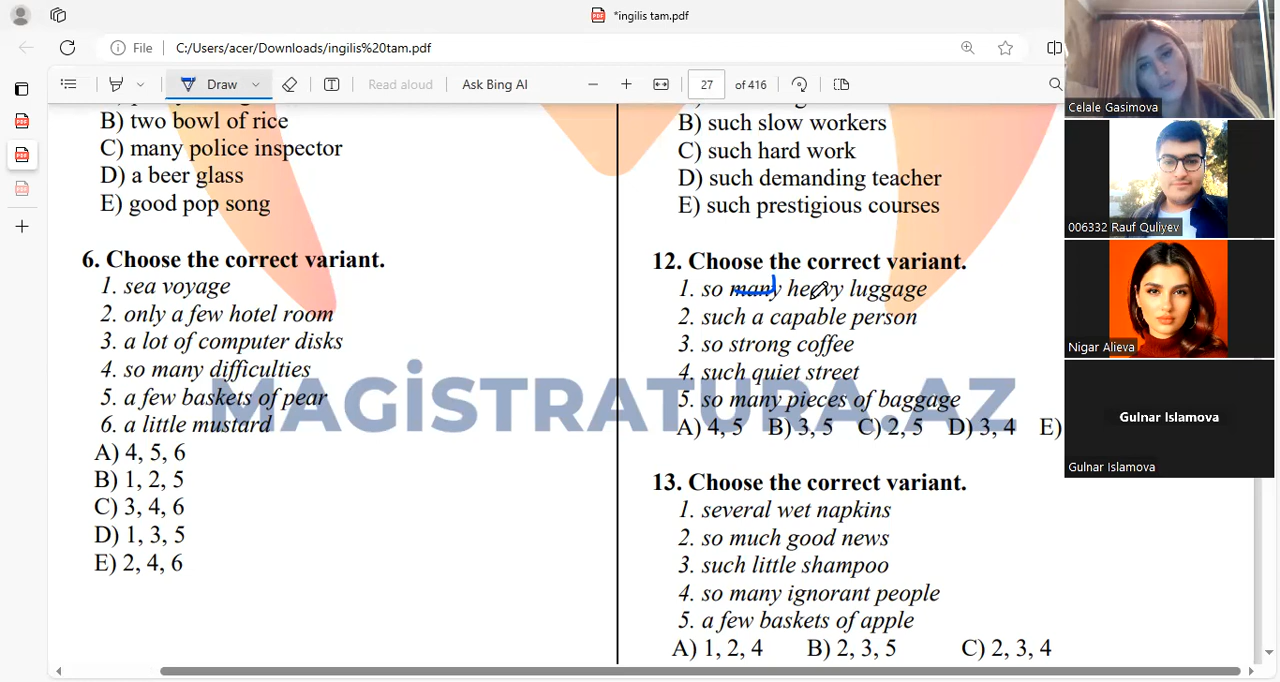 *ingilis tam.pdf
File
C:/Users/acer/Downloads/ingilis%20tam.pdf
Draw
Read aloud
Ask Bing AI
27
of 416
B) two bowl of rice
C) many police inspector
D) a beer glass
E) good pop song
6. Choose the correct variant.
1. sea voyage
2. only a few hotel room
3. a lot of computer disks
4. so many difficulties
5. a few baskets of pear
6. a little mustard
A) 4, 5, 6
B) 1, 2, 5
C) 3, 4, 6
D) 1, 3, 5
E) 2, 4, 6
B) such slow workers
C) such hard work
D) such demanding teacher
E) such prestigious courses
12. Choose the correct variant.
1. so many heavy luggage
2. such a capable person
3. so strong coffee
4. such quiet street
5. so many pieces of baggage
A) 4, 5 B) 3, 5 C) 2, 5 D) 3, 4 E)
13. Choose the correct variant.
1. several wet napkins
2. so much good news
3. such little shampoo
4. so many ignorant people
5. a few baskets of apple
A) 1, 2, 4 B) 2, 3, 5 C) 2, 3, 4
MAGİSTRATURA.AZ
Celale Gasimova
006332 Rauf Quliyev
Nigar Alieva
Gulnar Islamova
Gulnar Islamova